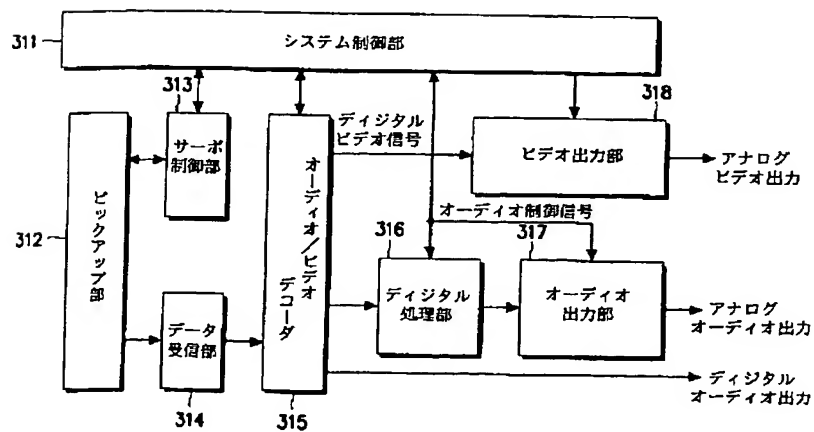 311
システム制御部
313
318
サーボ
制御部
ディジタル
ビデオ信号
ビデオ出力部
アナログ
ビデオ出力
312
ピックアップ部
オーディオ/ビデオ
デコーダ
オーディオ制御信号
316
317
ディジタル
処理部
オーディオ
出力部
アナログ
オーディオ出力
データ
受信部
314
315
ディジタル
オーディオ出力